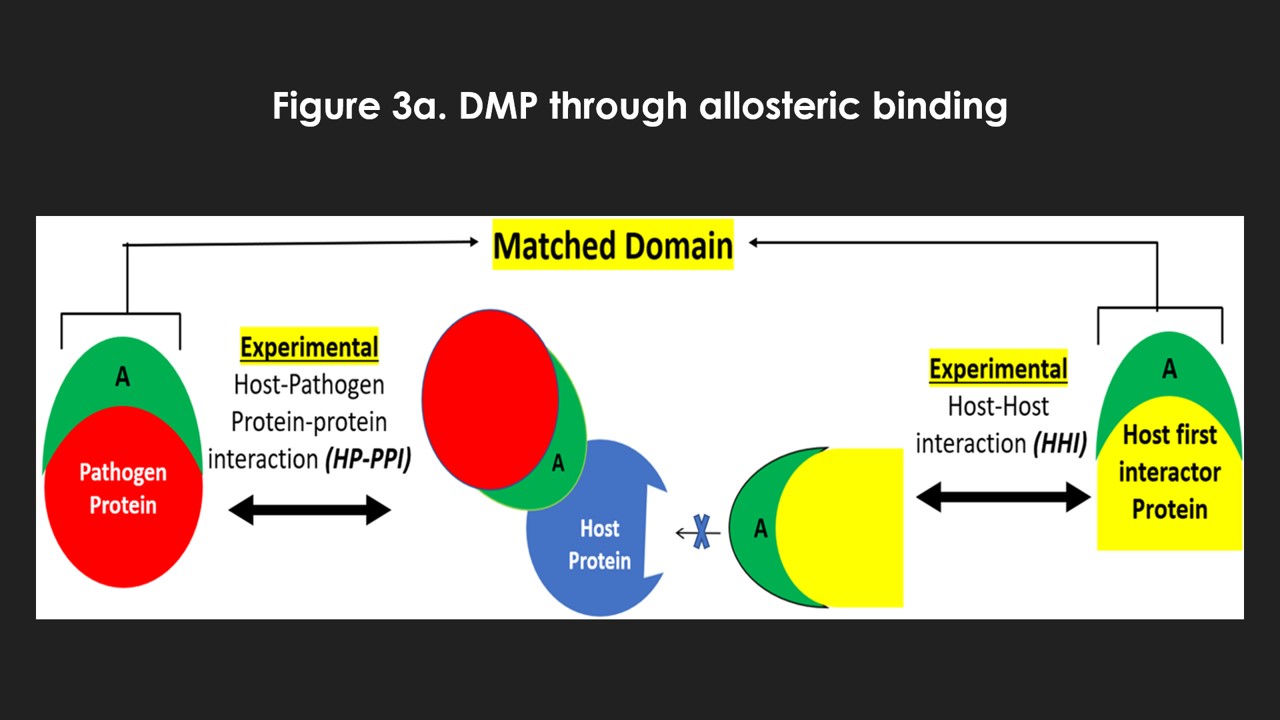 Figure 3a. DMP through allosteric binding
Matched Domain
A
Pathogen
Protein
Experimental
Host-Pathogen
Protein-protein
interaction (HP-PPI)
A
Host
Protein
A
Experimental
Host-Host
interaction (HHI)
A
Host first
interactor
Protein